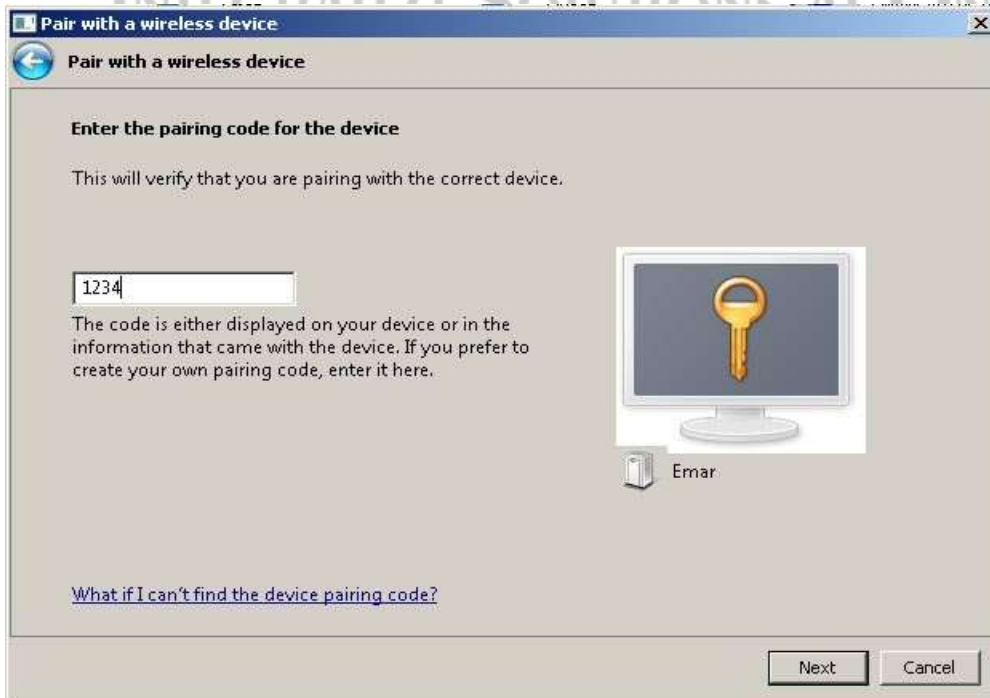 Pair with a wireless device
Pair with a wireless device
Enter the pairing code for the device
This will verify that you are pairing with the correct device.
1234
The code is either displayed on your device or in the
information that came with the device. If you prefer to
create your own pairing code, enter it here.
Emar
What if I can't find the device pairing code?
Next
Cancel